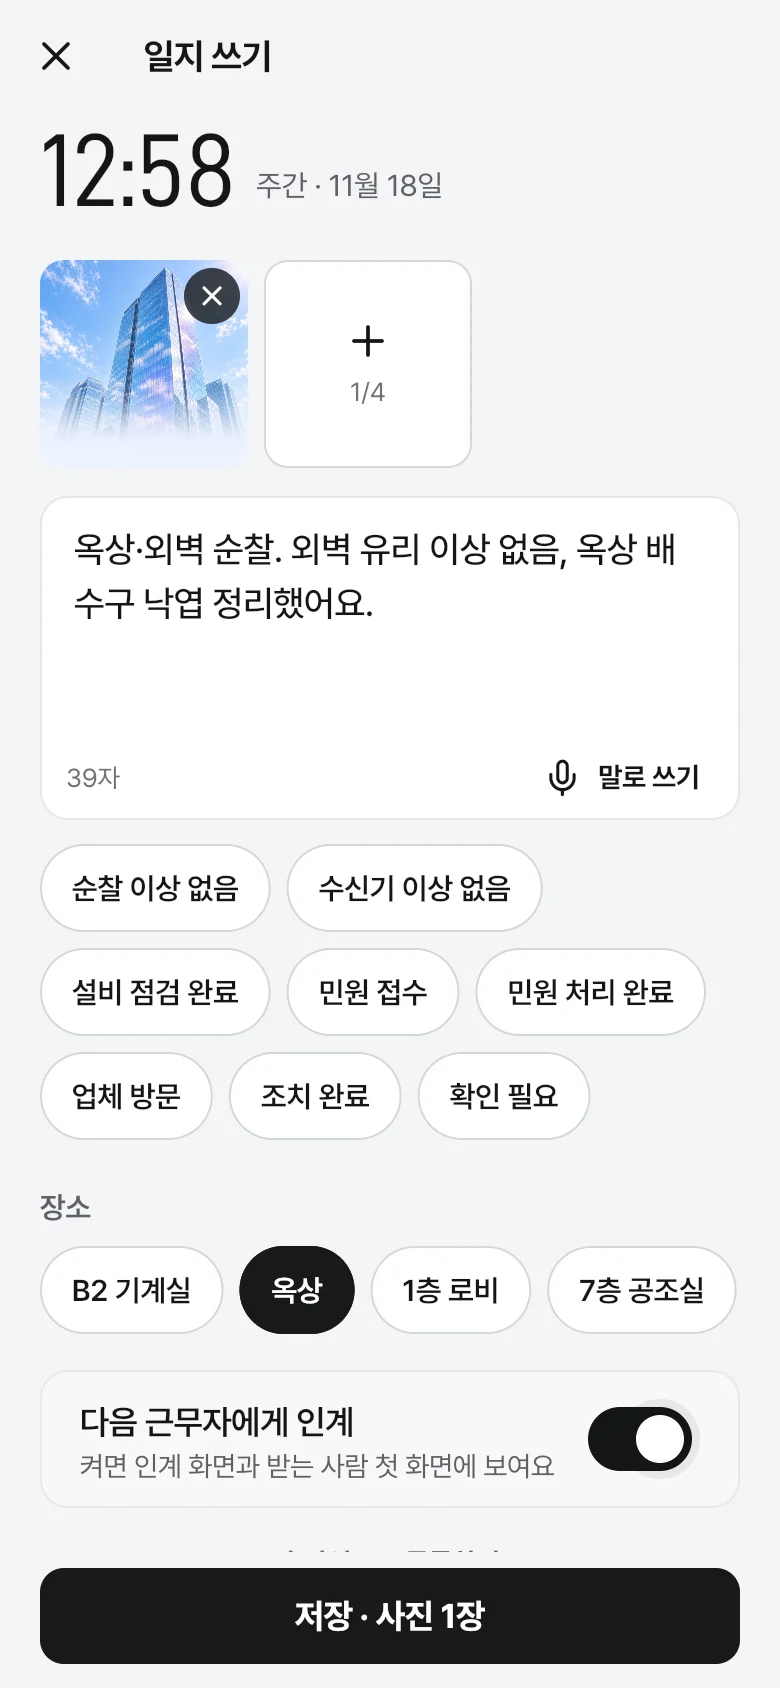 일지 쓰기
12:58 주간 · 11월 18일
1/4
옥상·외벽 순찰. 외벽 유리 이상 없음, 옥상 배
수구 낙엽 정리했어요.
39자 말로 쓰기
순찰 이상 없음 수신기 이상 없음
설비 점검 완료 민원 접수 민원 처리 완료
업체 방문 조치 완료 확인 필요
장소
B2 기계실 옥상 1층 로비 7층 공조실
다음 근무자에게 인계
켜면 인계 화면과 받는 사람 첫 화면에 보여요
저장 · 사진 1장